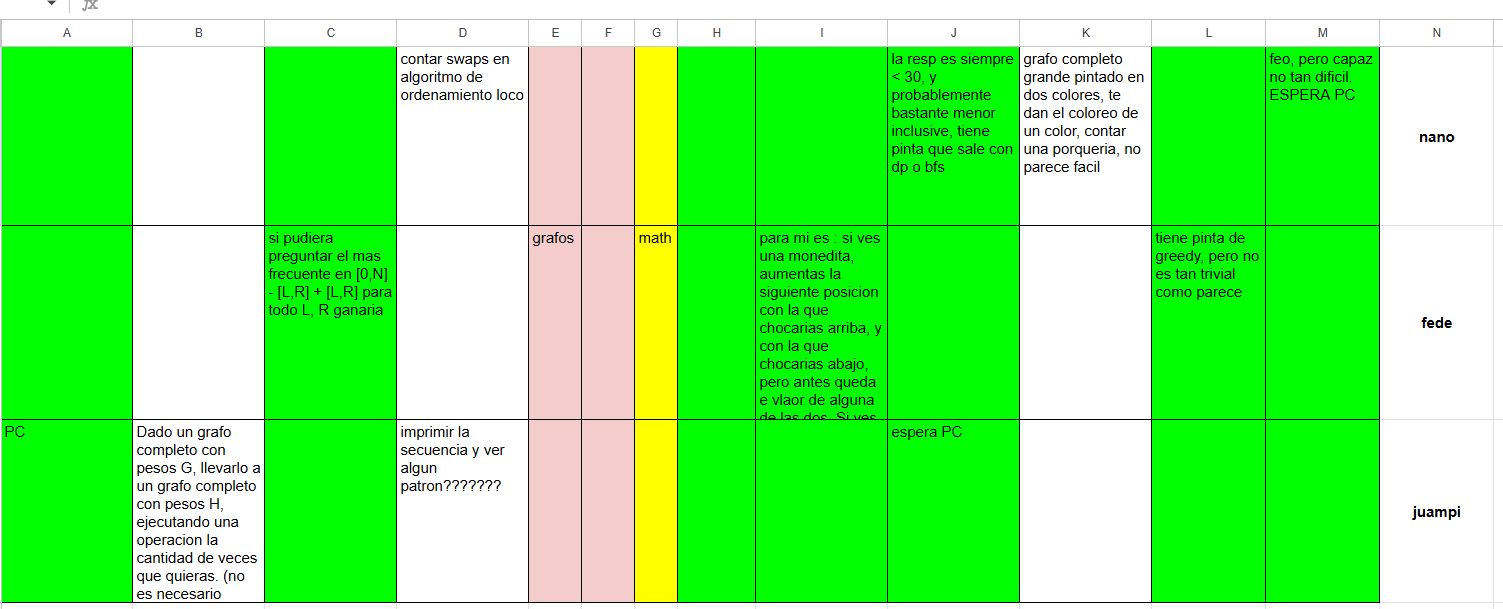 fx
A B C D E F G H I J K L M N
contar swaps en
algoritmo de
ordenamiento loco
la resp es siempre
< 30, y
probablemente
bastante menor
inclusive, tiene
pinta que sale con
dp o bfs
grafo completo
grande pintado en
dos colores, te
dan el coloreo de
un color, contar
una porqueria, no
parece facil
feo, pero capaz
no tan dificil.
ESPERA PC
nano
si pudiera
preguntar el mas
frecuente en [0,N]
- [L,R] + [L,R] para
todo L, R ganaria
grafos
math
para mi es : si ves
una monedita,
aumentas la
siguiente posicion
con la que
chocarias arriba, y
con la que
chocarias abajo,
pero antes queda
e vlaor de alguna
de las dos. Si ves
tiene pinta de
greedy, pero no
es tan trivial
como parece
fede
PC
Dado un grafo
completo con
pesos G, llevarlo a
un grafo completo
con pesos H,
ejecutando una
operacion la
cantidad de veces
que quieras. (no
es necesario
imprimir la
secuencia y ver
algun
patron???????
espera PC
juampi